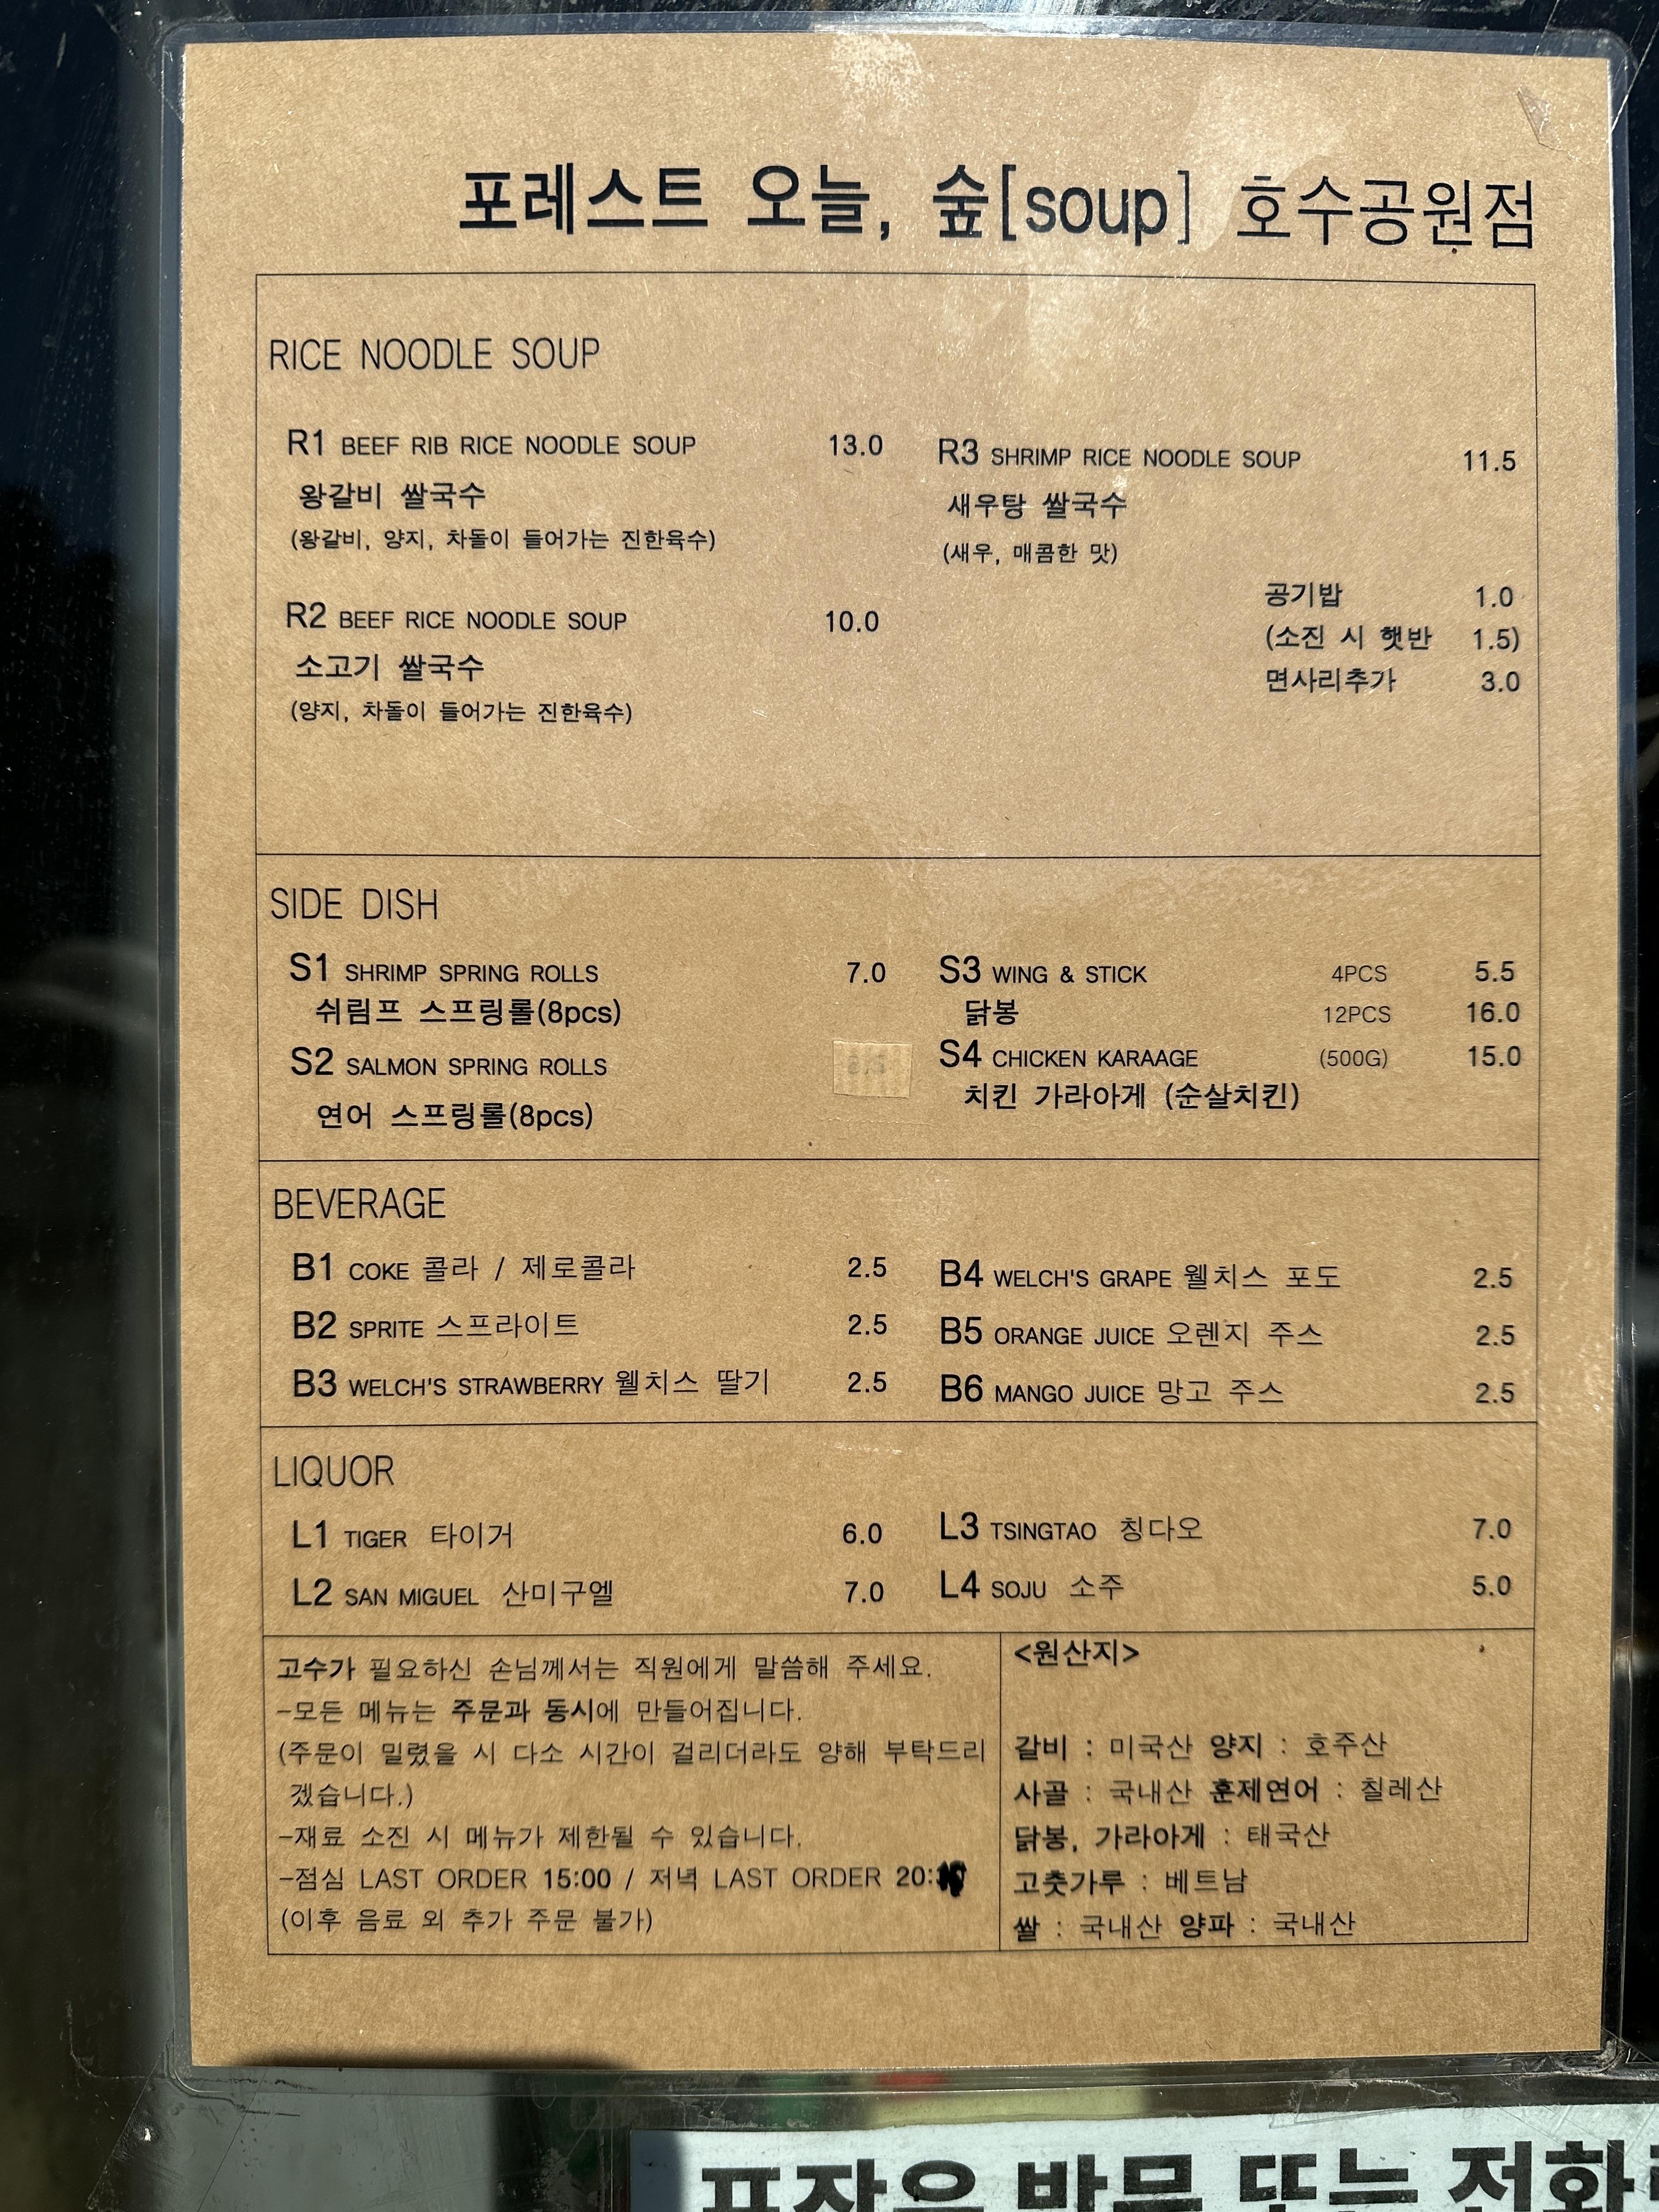 포레스트 오늘, 숲[soup] 호수공원점
RICE NOODLE SOUP
R1 BEEF RIB RICE NOODLE SOUP 13.0
왕갈비 쌀국수
(왕갈비, 양지, 차돌이 들어가는 진한육수)
R2 BEEF RICE NOODLE SOUP 10.0
소고기 쌀국수
(양지, 차돌이 들어가는 진한육수)
R3 SHRIMP RICE NOODLE SOUP 11.5
새우탕 쌀국수
(새우, 매콤한 맛)
공기밥 1.0
(소진 시 햇반 1.5)
면사리추가 3.0
SIDE DISH
S1 SHRIMP SPRING ROLLS 7.0
쉬림프 스프링롤(8pcs)
S2 SALMON SPRING ROLLS
연어 스프링롤(8pcs)
S3 WING & STICK 4PCS 5.5
닭봉 12PCS 16.0
S4 CHICKEN KARAAGE (500G) 15.0
치킨 가라아게 (순살치킨)
BEVERAGE
B1 COKE 콜라 / 제로콜라 2.5
B2 SPRITE 스프라이트 2.5
B3 WELCH'S STRAWBERRY 웰치스 딸기 2.5
B4 WELCH'S GRAPE 웰치스 포도 2.5
B5 ORANGE JUICE 오렌지 주스 2.5
B6 MANGO JUICE 망고 주스 2.5
LIQUOR
L1 TIGER 타이거 6.0
L2 SAN MIGUEL 산미구엘 7.0
L3 TSINGTAO 칭다오 7.0
L4 SOJU 소주 5.0
고수가 필요하신 손님께서는 직원에게 말씀해 주세요.
-모든 메뉴는 주문과 동시에 만들어집니다.
(주문이 밀렸을 시 다소 시간이 걸리더라도 양해 부탁드리
겠습니다.)
-재료 소진 시 메뉴가 제한될 수 있습니다.
-점심 LAST ORDER 15:00 / 저녁 LAST ORDER 20:
(이후 음료 외 추가 주문 불가)
<원산지>
갈비 : 미국산 양지 : 호주산
사골 : 국내산 훈제연어 : 칠레산
닭봉, 가라아게 : 태국산
고춧가루 : 베트남
쌀 : 국내산 양파 : 국내산
포장은 방문 또는 전화